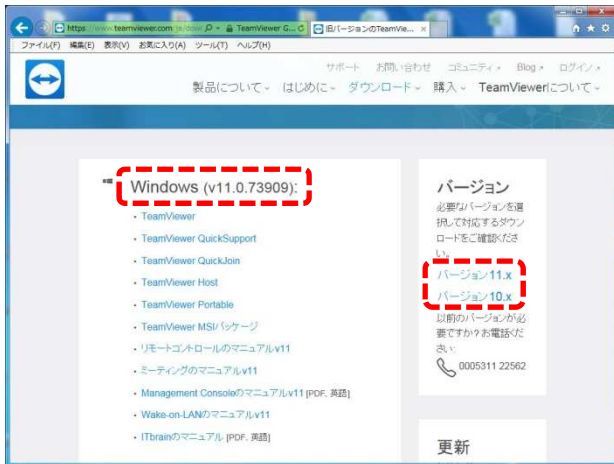 https://www.teamviewer.com/ja/dow
TeamViewer G...
旧バージョンのTeamVie...
ファイル(F) 編集(E) 表示(V) お気に入り(A) ツール(T) ヘルプ(H)
サポート お問い合わせ コミュニティ Blog ログイン
製品について はじめに ダウンロード 購入 TeamViewerについて
Windows (v11.0.73909):
・TeamViewer
・TeamViewer QuickSupport
・TeamViewer QuickJoin
・TeamViewer Host
・TeamViewer Portable
・TeamViewer MSIパッケージ
・リモートコントロールのマニュアルv11
・ミーティングのマニュアルv11
・Management Consoleのマニュアルv11 [PDF, 英語]
・Wake-on-LANのマニュアルv11
・ITbrainのマニュアル [PDF, 英語]
バージョン
必要なバージョンを選
択して対応するダウン
ロードをご確認くださ
い。
バージョン11.x
バージョン10.x
以前のバージョンが必
要ですか? お電話くだ
さい:
0005311 22562
更新